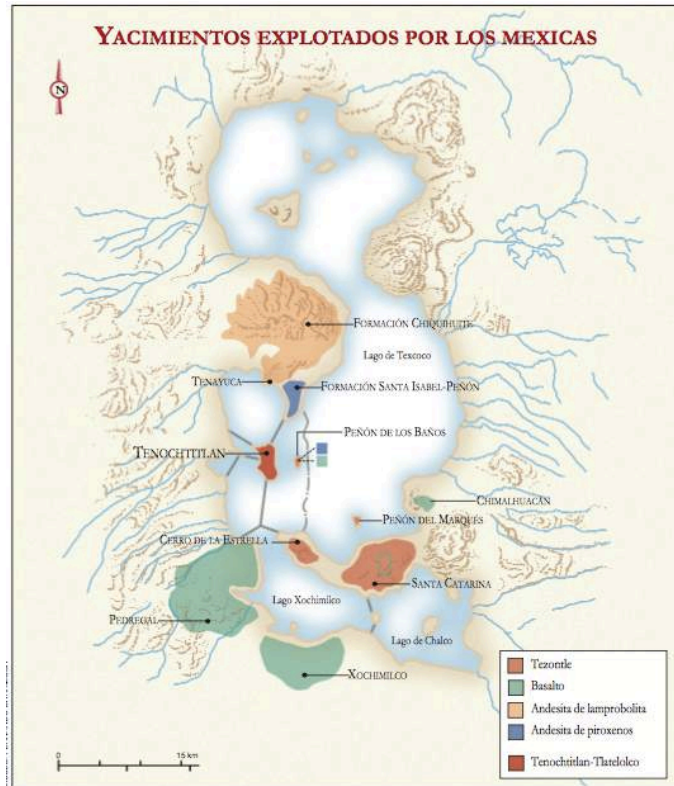 YACIMIENTOS EXPLOTADOS POR LOS MEXICAS
N
FORMACIÓN CHIQUIHUITE
Lago de Texcoco
TENAYUCA
FORMACIÓN SANTA ISABEL-PEÑÓN
PEÑÓN DE LOS BAÑOS
TENOCHTITLAN
CHIMALHUACÁN
PEÑÓN DEL MARQUÉS
CERRO DE LA ESTRELLA
SANTA CATARINA
Lago Xochimilco
PEDREGAL
Lago de Chalco
XOCHIMILCO
Tezontle
Basalto
Andesita de lamprobolita
Andesita de piroxenos
Tenochtitlan-Tlatelolco
0 15 km